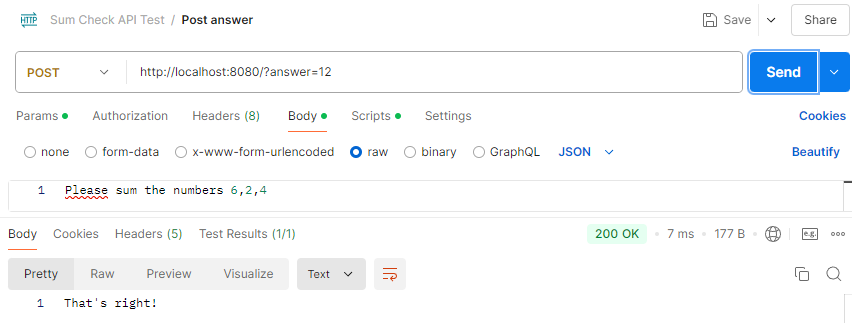 HTTP Sum Check API Test / Post answer Save Share
POST http://localhost:8080/?answer=12 Send
Params Authorization Headers (8) Body Scripts Settings Cookies
none form-data x-www-form-urlencoded raw binary GraphQL JSON Beautify
1 Please sum the numbers 6,2,4
Body Cookies Headers (5) Test Results (1/1) 200 OK • 7 ms • 177 B e.g.
Pretty Raw Preview Visualize Text
1 That's right!